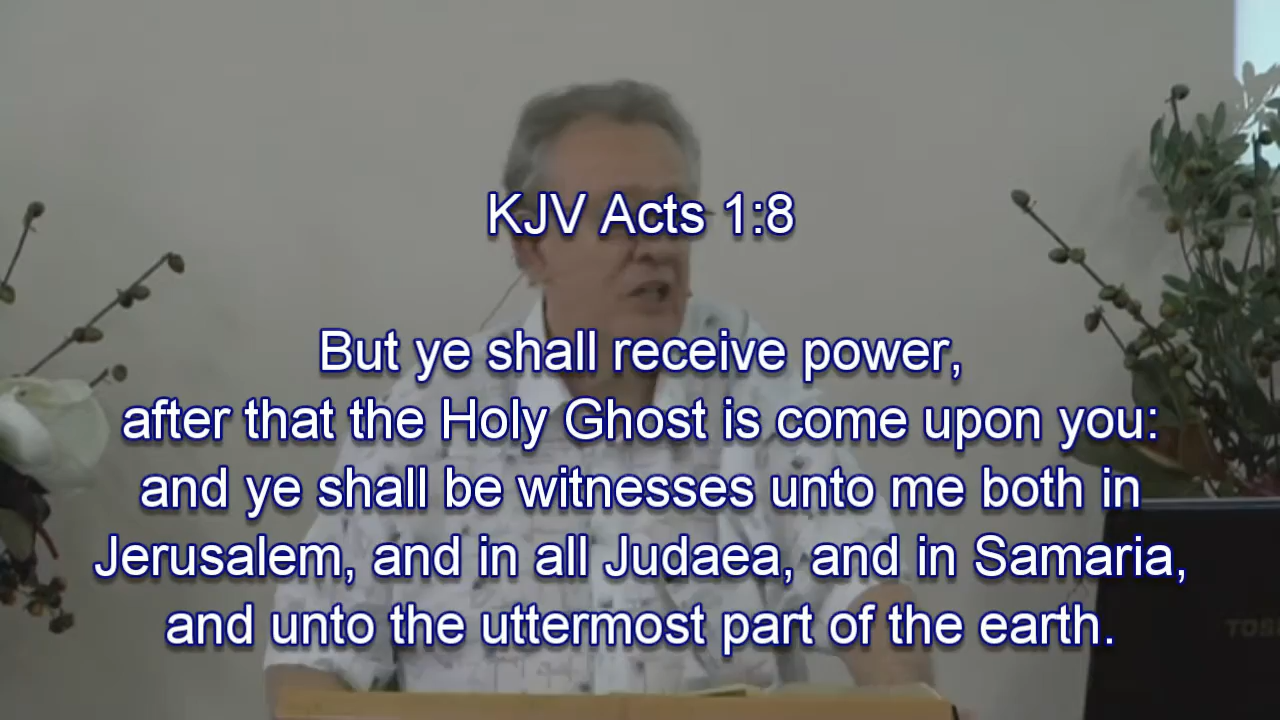 KJV Acts 1:8
But ye shall receive power,
after that the Holy Ghost is come upon you:
and ye shall be witnesses unto me both in
Jerusalem, and in all Judaea, and in Samaria,
and unto the uttermost part of the earth.